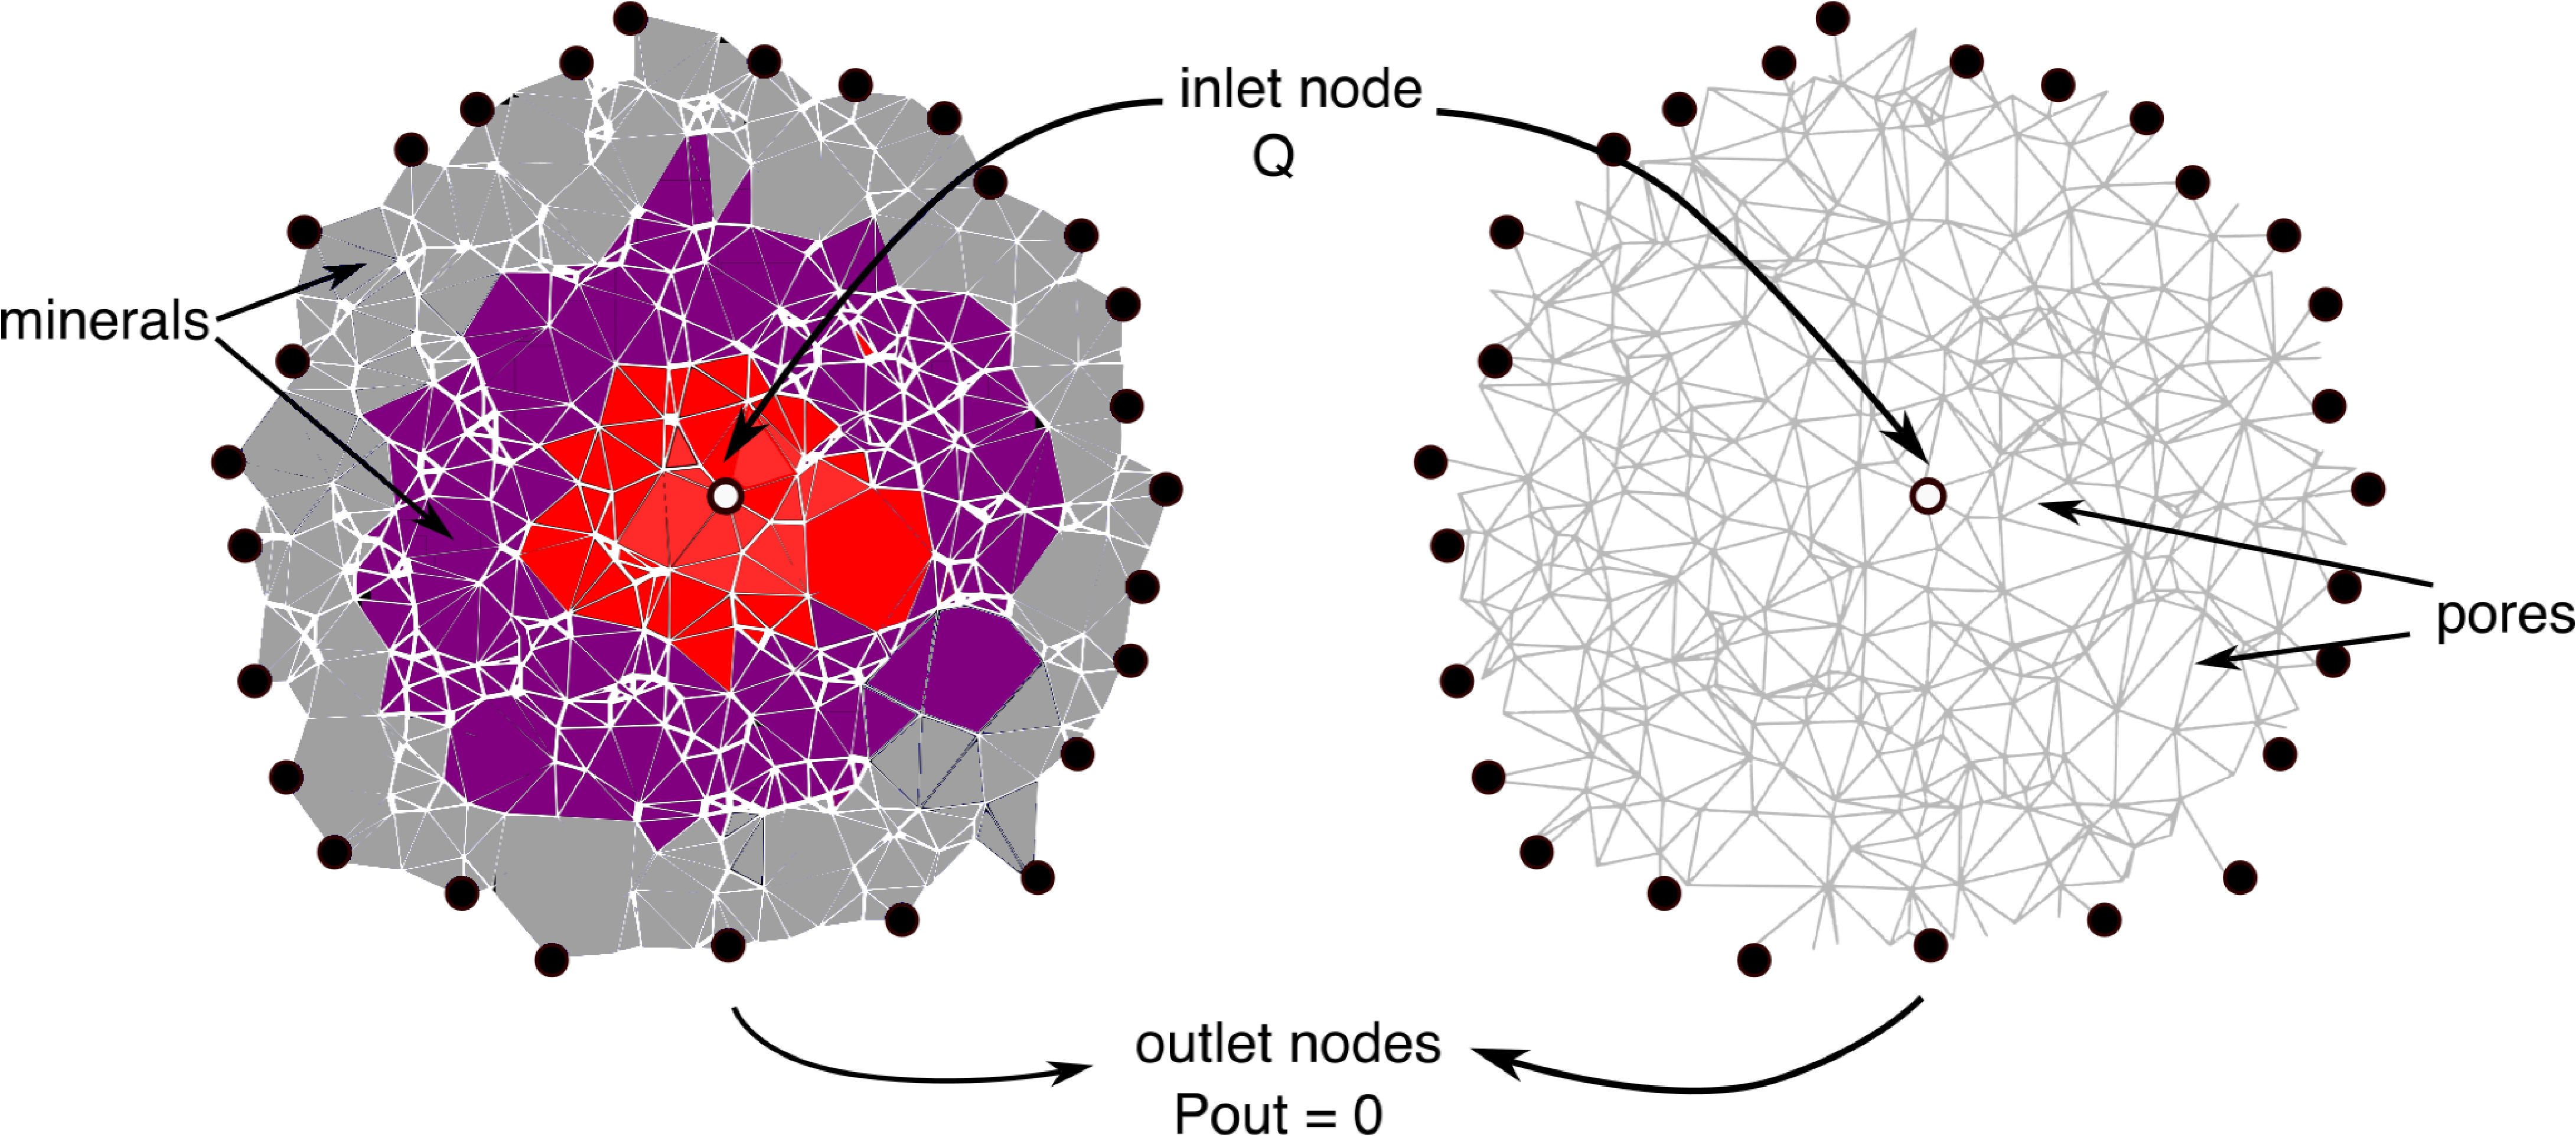 inlet node
Q
minerals
pores
outlet nodes
Pout = 0